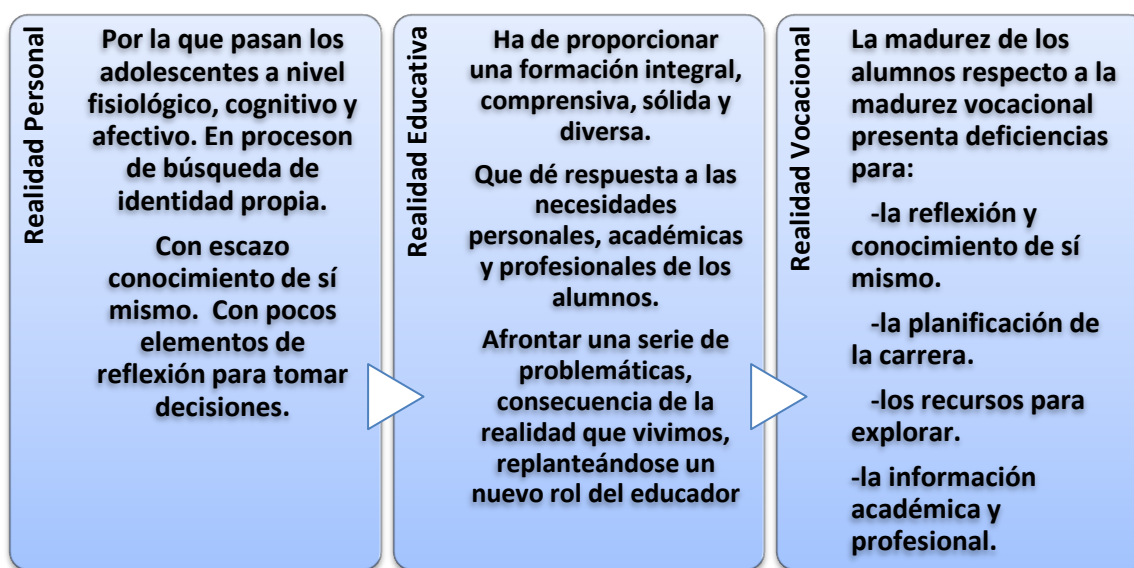 Realidad Personal
Por la que pasan los
adolescentes a nivel
fisiológico, cognitivo y
afectivo. En proceson
de búsqueda de
identidad propia.
Con escazo
conocimiento de sí
mismo. Con pocos
elementos de
reflexión para tomar
decisiones.
Realidad Educativa
Ha de proporcionar
una formación integral,
comprensiva, sólida y
diversa.
Que dé respuesta a las
necesidades
personales, académicas
y profesionales de los
alumnos.
Afrontar una serie de
problemáticas,
consecuencia de la
realidad que vivimos,
replanteándose un
nuevo rol del educador
Realidad Vocacional
La madurez de los
alumnos respecto a la
madurez vocacional
presenta deficiencias
para:
-la reflexión y
conocimiento de sí
mismo.
-la planificación de
la carrera.
-los recursos para
explorar.
-la información
académica y
profesional.